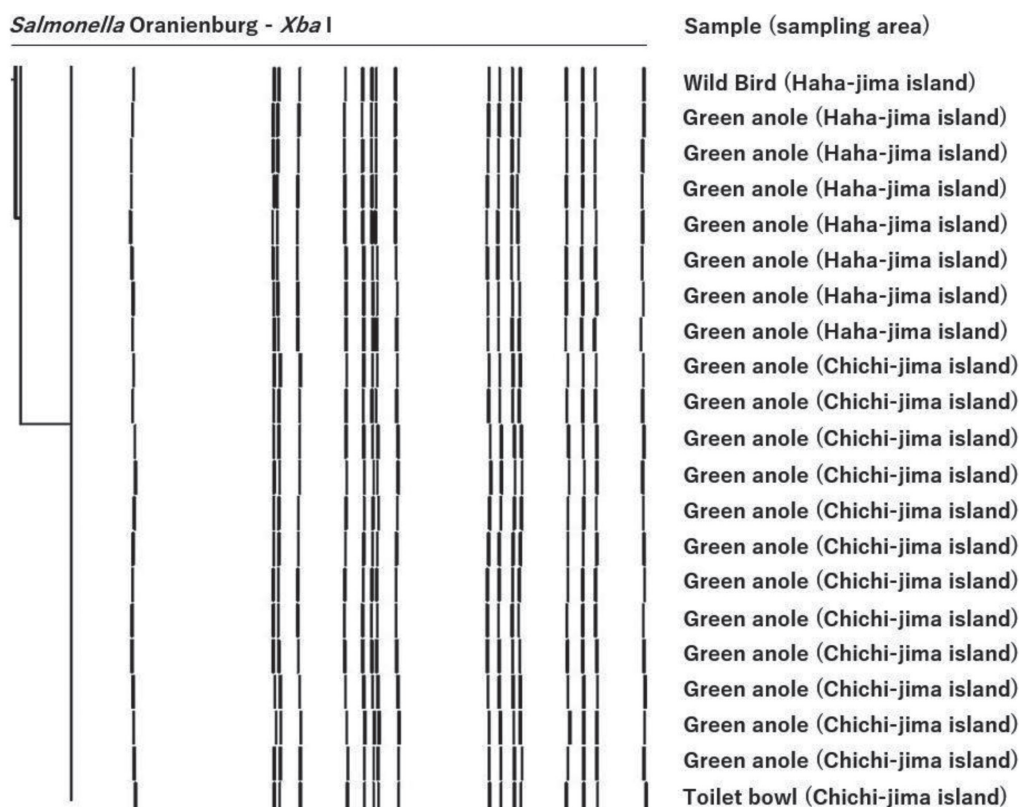 Salmonella Oranienburg - Xba I Sample (sampling area)
Wild Bird (Haha-jima island)
Green anole (Haha-jima island)
Green anole (Haha-jima island)
Green anole (Haha-jima island)
Green anole (Haha-jima island)
Green anole (Haha-jima island)
Green anole (Haha-jima island)
Green anole (Haha-jima island)
Green anole (Chichi-jima island)
Green anole (Chichi-jima island)
Green anole (Chichi-jima island)
Green anole (Chichi-jima island)
Green anole (Chichi-jima island)
Green anole (Chichi-jima island)
Green anole (Chichi-jima island)
Green anole (Chichi-jima island)
Green anole (Chichi-jima island)
Green anole (Chichi-jima island)
Green anole (Chichi-jima island)
Green anole (Chichi-jima island)
Toilet bowl (Chichi-jima island)